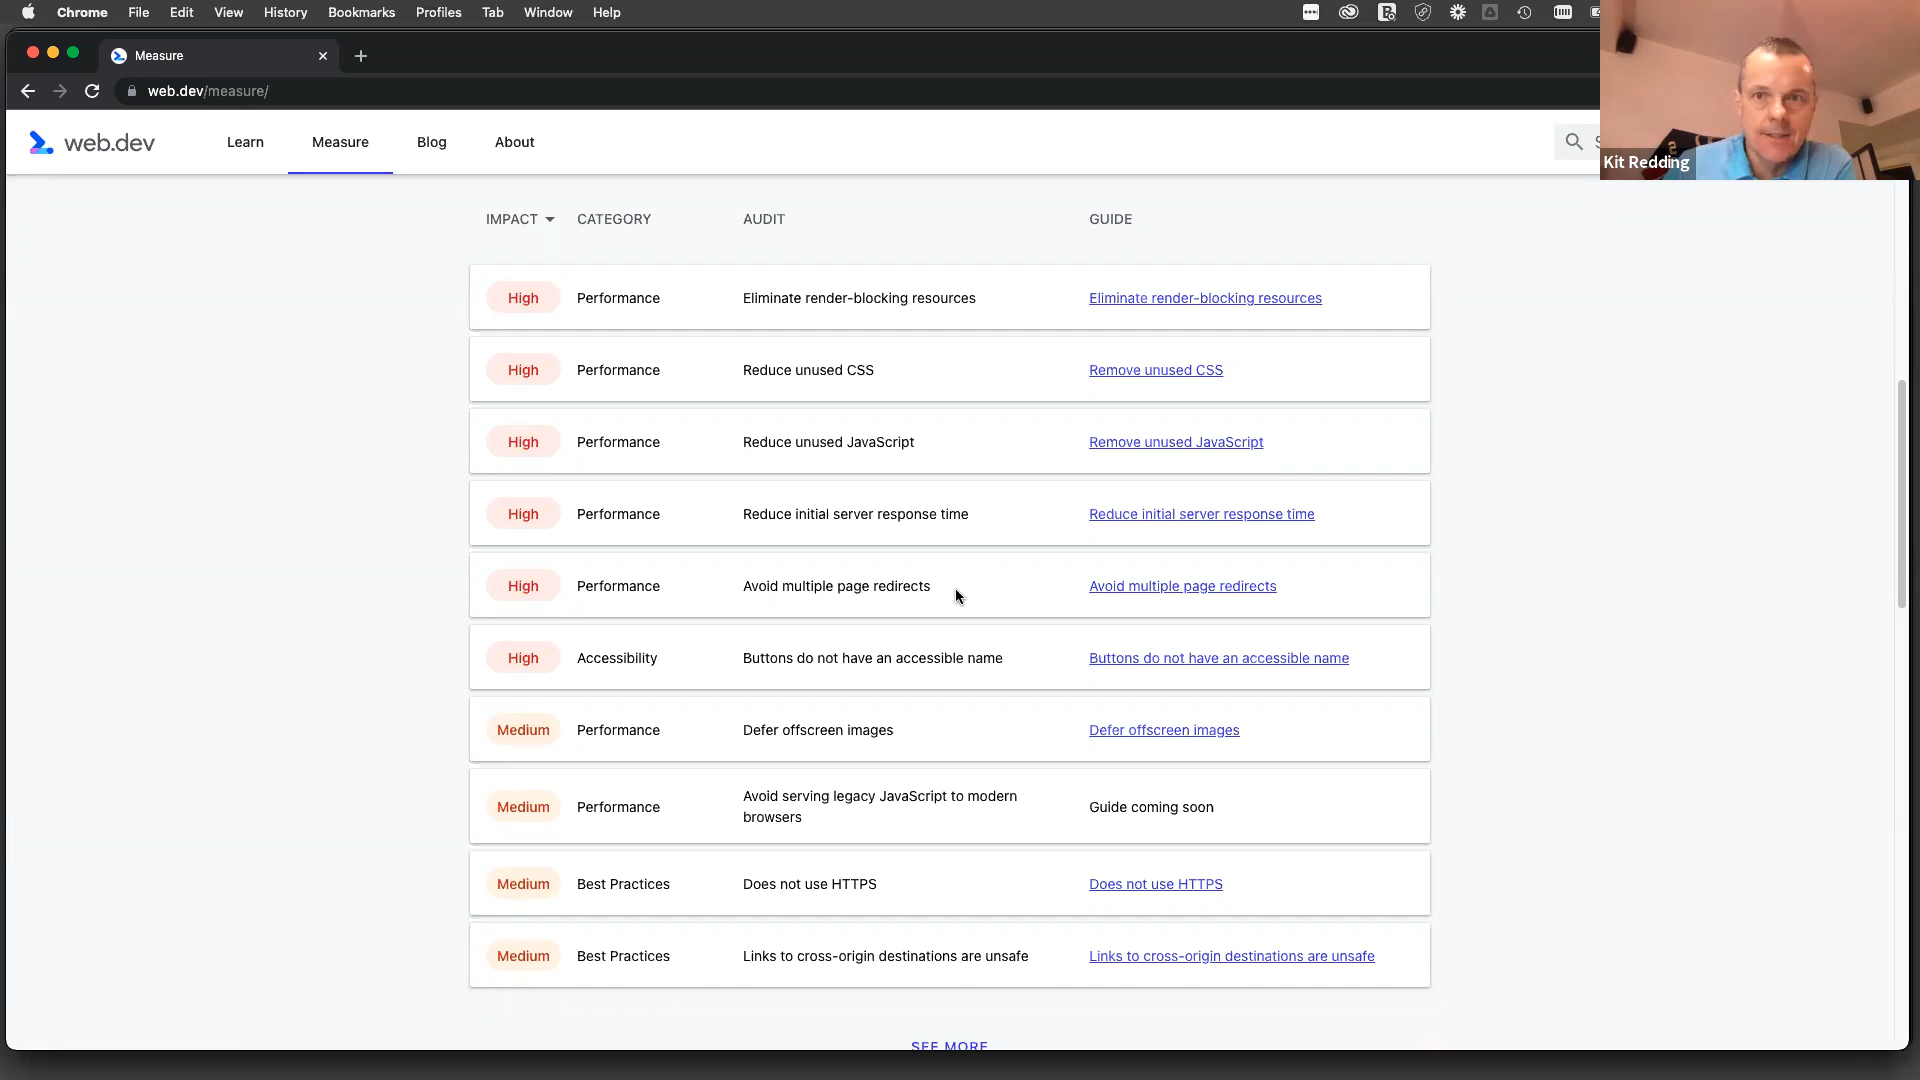 Chrome File Edit View History Bookmarks Profiles Tab Window Help
Measure
web.dev/measure/
web.dev Learn Measure Blog About
Kit Redding
IMPACT CATEGORY AUDIT GUIDE
High Performance Eliminate render-blocking resources Eliminate render-blocking resources
High Performance Reduce unused CSS Remove unused CSS
High Performance Reduce unused JavaScript Remove unused JavaScript
High Performance Reduce initial server response time Reduce initial server response time
High Performance Avoid multiple page redirects Avoid multiple page redirects
High Accessibility Buttons do not have an accessible name Buttons do not have an accessible name
Medium Performance Defer offscreen images Defer offscreen images
Medium Performance Avoid serving legacy JavaScript to modern
browsers Guide coming soon
Medium Best Practices Does not use HTTPS Does not use HTTPS
Medium Best Practices Links to cross-origin destinations are unsafe Links to cross-origin destinations are unsafe
SEE MORE